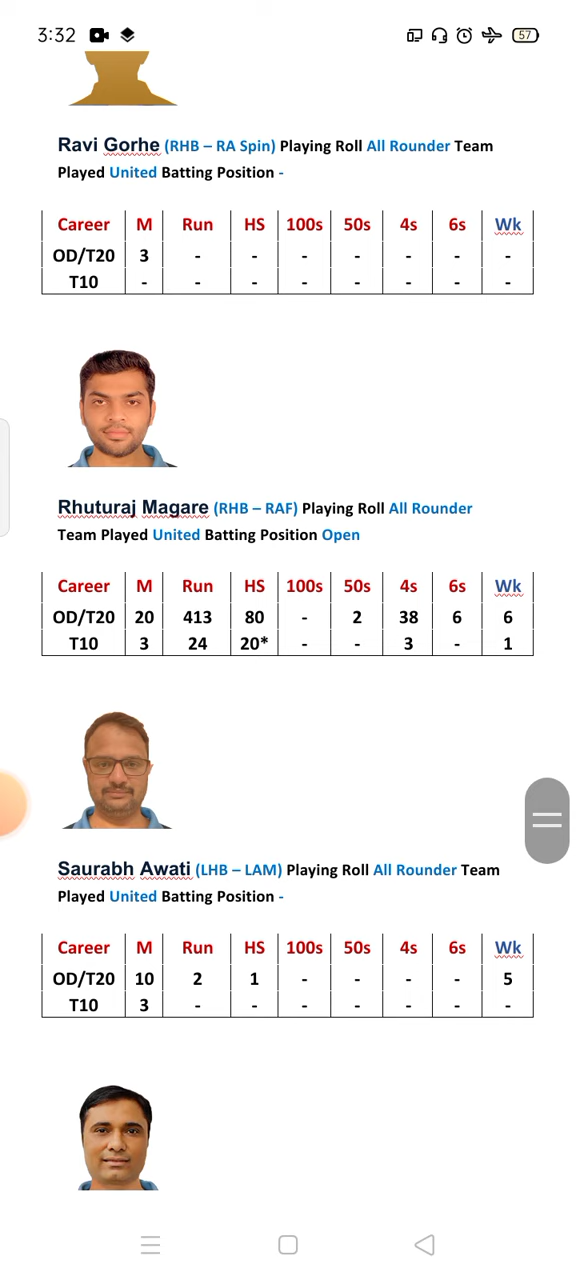 3:32 57
Ravi Gorhe (RHB – RA Spin) Playing Roll All Rounder Team
Played United Batting Position -
Career M Run HS 100s 50s 4s 6s Wk
OD/T20 3 - - - - - - -
T10 - - - - - - - -
Rhuturaj Magare (RHB – RAF) Playing Roll All Rounder
Team Played United Batting Position Open
Career M Run HS 100s 50s 4s 6s Wk
OD/T20 20 413 80 - 2 38 6 6
T10 3 24 20* - - 3 - 1
Saurabh Awati (LHB – LAM) Playing Roll All Rounder Team
Played United Batting Position -
Career M Run HS 100s 50s 4s 6s Wk
OD/T20 10 2 1 - - - - 5
T10 3 - - - - - - -